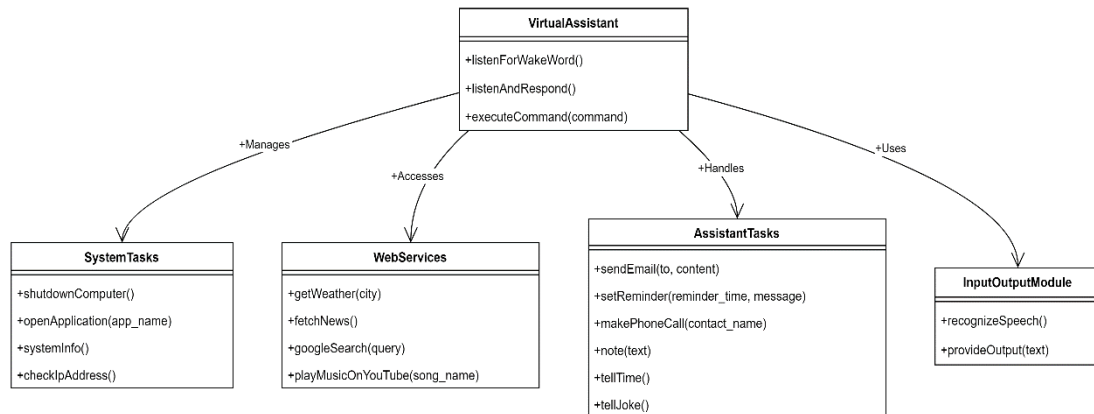 VirtualAssistant
+listenForWakeWord()
+listenAndRespond()
+executeCommand(command)
+Manages
+Accesses
+Handles
+Uses
SystemTasks
+shutdownComputer()
+openApplication(app_name)
+systemInfo()
+checkIpAddress()
WebServices
+getWeather(city)
+fetchNews()
+googleSearch(query)
+playMusicOnYouTube(song_name)
AssistantTasks
+sendEmail(to, content)
+setReminder(reminder_time, message)
+makePhoneCall(contact_name)
+note(text)
+tellTime()
+tellJoke()
InputOutputModule
+recognizeSpeech()
+provideOutput(text)